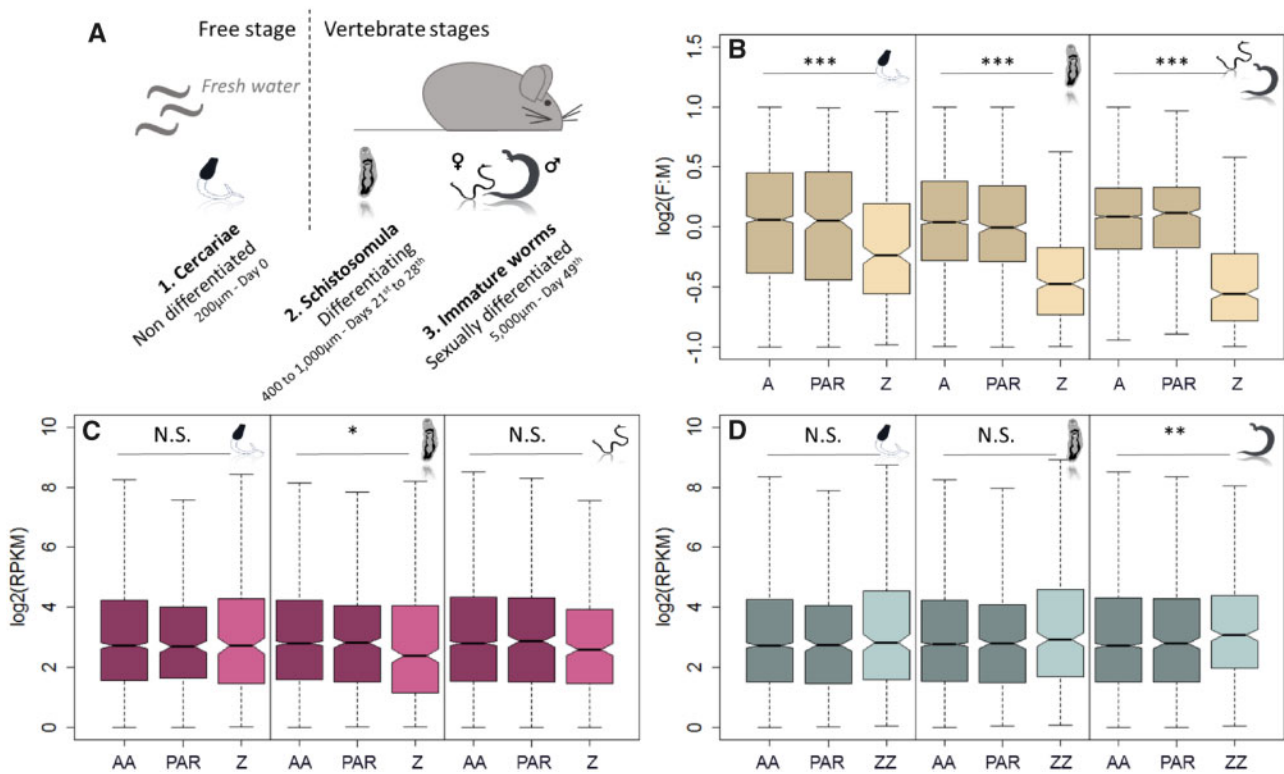 A
Free stage
Vertebrate stages
Fresh water
♀
♂
1. Cercariae
Non differentiated
200µm - Day 0
2. Schistosomula
Differentiating
400 to 1,000µm - Days 21st to 28th
3. Immature worms
Sexually differentiated
5,000µm - Day 49th
B
log2(F:M)
1.5
1.0
0.5
0.0
-0.5
-1.0
*** *** ***
A PAR Z A PAR Z A PAR Z
C
log2(RPKM)
10
8
6
4
2
0
N.S. * N.S.
AA PAR Z AA PAR Z AA PAR Z
D
log2(RPKM)
10
8
6
4
2
0
N.S. N.S. **
AA PAR ZZ AA PAR ZZ AA PAR ZZ